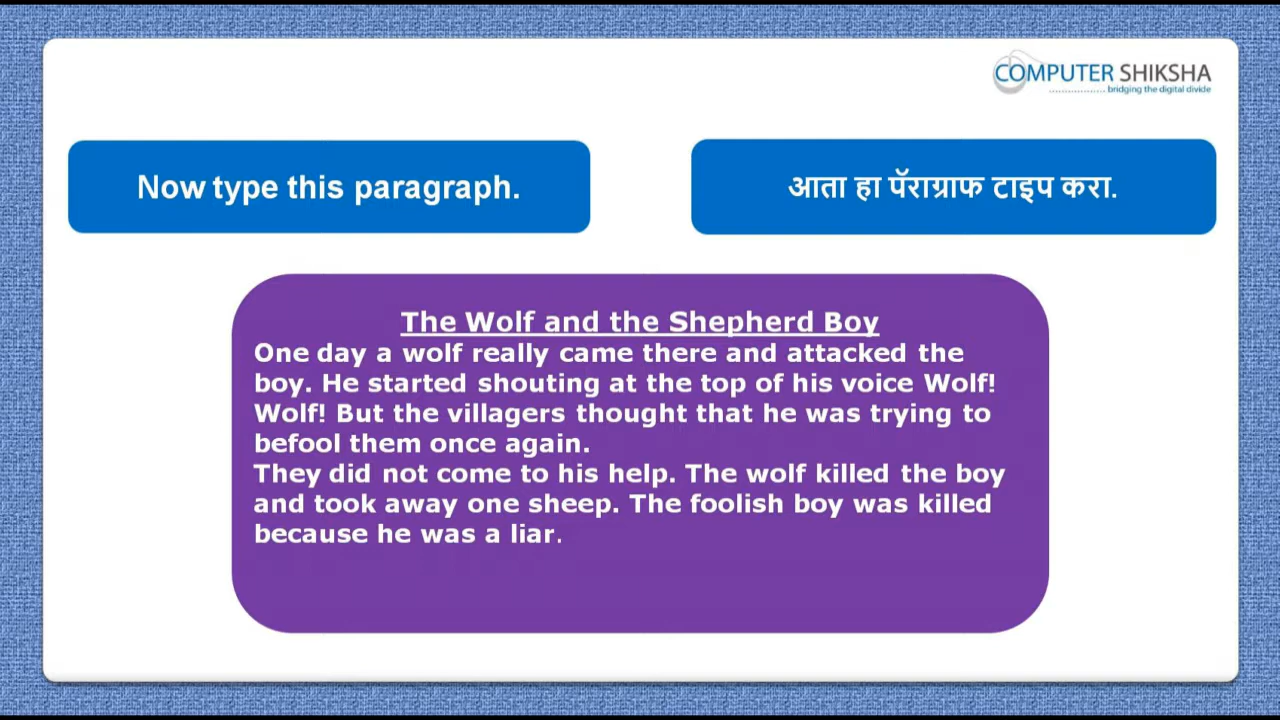 COMPUTER SHIKSHA
bridging the digital divide
Now type this paragraph.
आता हा पॅराग्राफ टाइप करा.
The Wolf and the Shepherd Boy
One day a wolf really came there and attacked the
boy. He started shouting at the top of his voice Wolf!
Wolf! But the villagers thought that he was trying to
befool them once again.
They did not come to his help. The wolf killed the boy
and took away one sheep. The foolish boy was killed
because he was a liar.